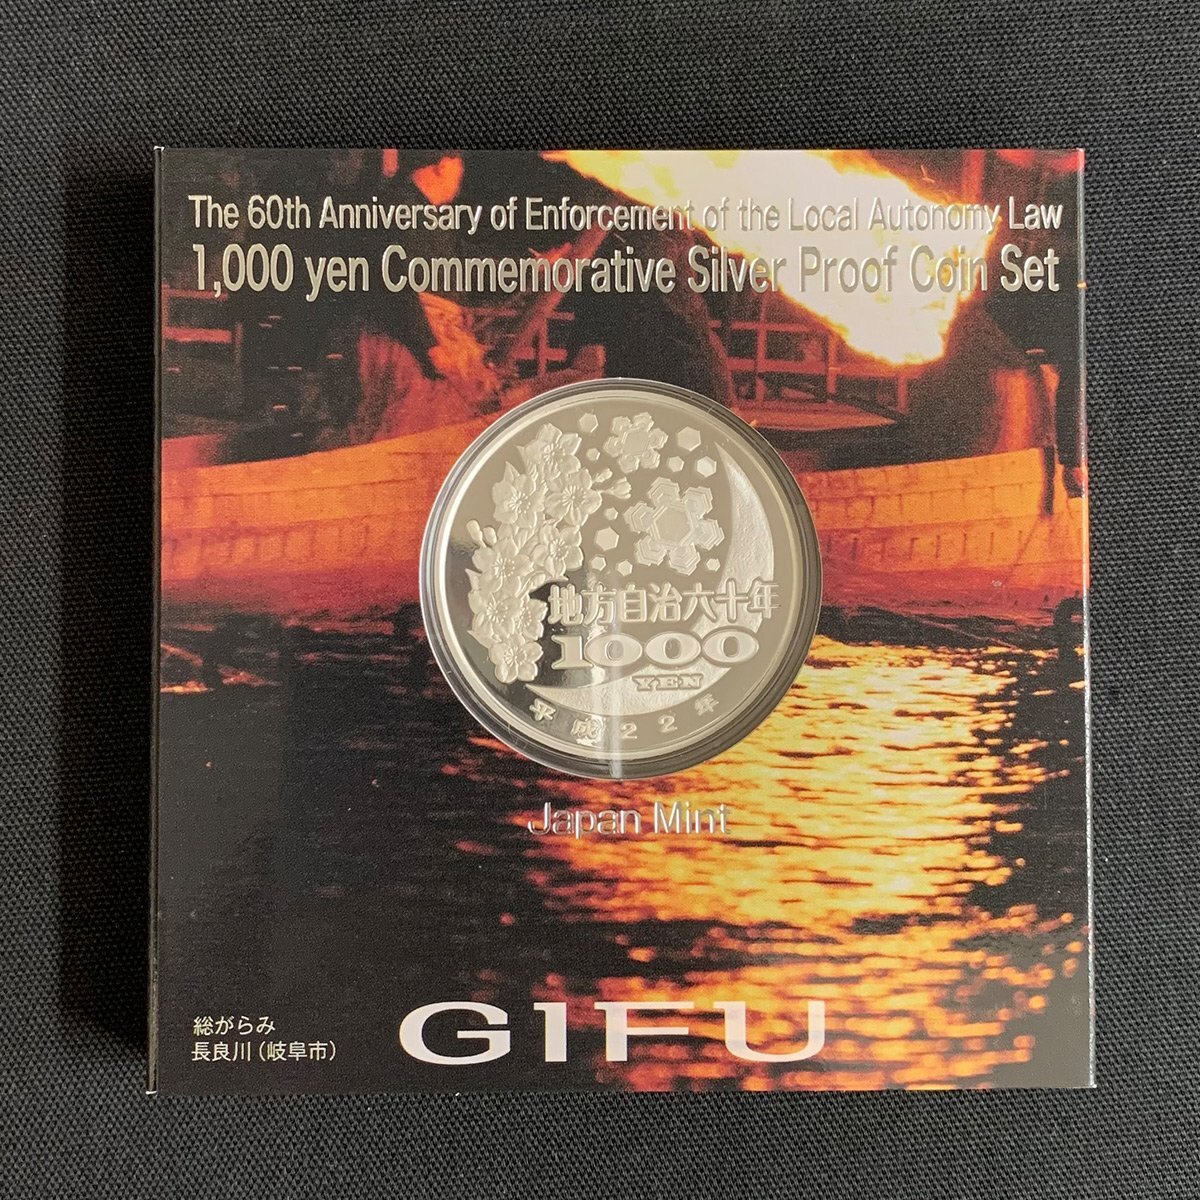 The 60th Anniversary of Enforcement of the Local Autonomy Law
1,000 yen Commemorative Silver Proof Coin Set
地方自治六十年
1000
YEN
平成22年
Japan Mint
総がらみ
長良川（岐阜市）
GIFU